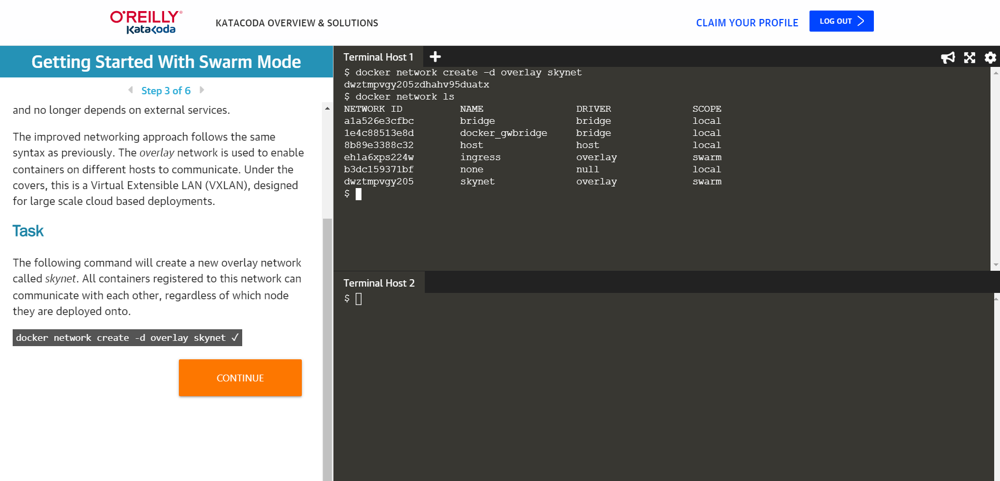 O'REILLY®
Katacoda
KATACODA OVERVIEW & SOLUTIONS
CLAIM YOUR PROFILE
LOG OUT
Getting Started With Swarm Mode
Step 3 of 6
and no longer depends on external services.
The improved networking approach follows the same
syntax as previously. The overlay network is used to enable
containers on different hosts to communicate. Under the
covers, this is a Virtual Extensible LAN (VXLAN), designed
for large scale cloud based deployments.
Task
The following command will create a new overlay network
called skynet. All containers registered to this network can
communicate with each other, regardless of which node
they are deployed onto.
docker network create -d overlay skynet ✓
CONTINUE
Terminal Host 1
$ docker network create -d overlay skynet
dwztmpvgy205zdhahv95duatx
$ docker network ls
NETWORK ID NAME DRIVER SCOPE
a1a526e3cfbc bridge bridge local
1e4c88513e8d docker_gwbridge bridge local
8b89e3388c32 host host local
ehla6xps224w ingress overlay swarm
b3dc159371bf none null local
dwztmpvgy205 skynet overlay swarm
$
Terminal Host 2
$